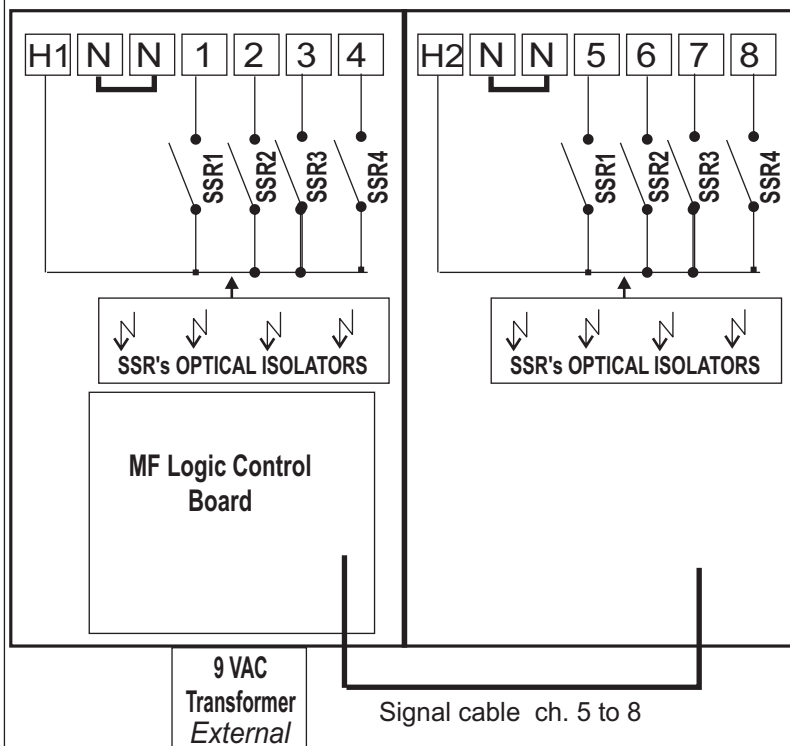 H1 N N 1 2 3 4
SSR1 SSR2 SSR3 SSR4
SSR's OPTICAL ISOLATORS
MF Logic Control
Board
9 VAC
Transformer
External
H2 N N 5 6 7 8
SSR1 SSR2 SSR3 SSR4
SSR's OPTICAL ISOLATORS
Signal cable ch. 5 to 8